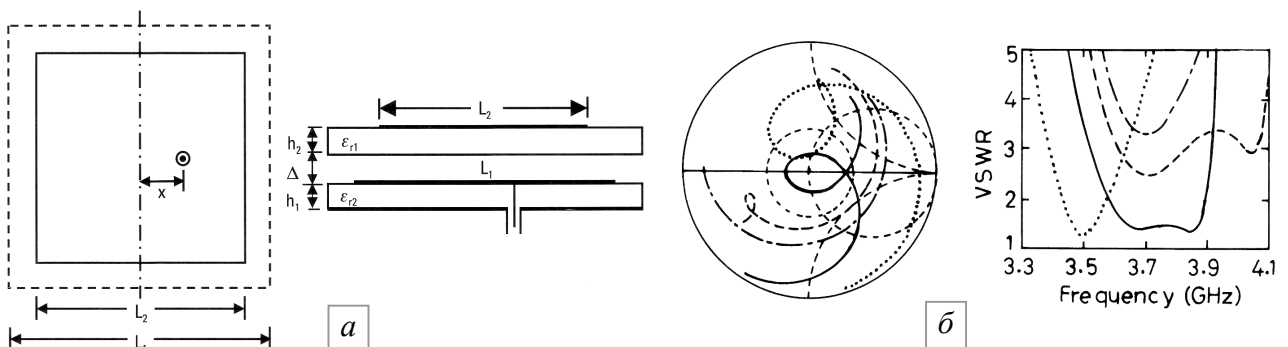 x
L₂
L
L₂
h₂
εᵣ₁
Δ
L₁
h₁
εᵣ₂
а
б
VSWR
5
4
3
2
1
3.3
3.5
3.7
3.9
4.1
Frequency (GHz)